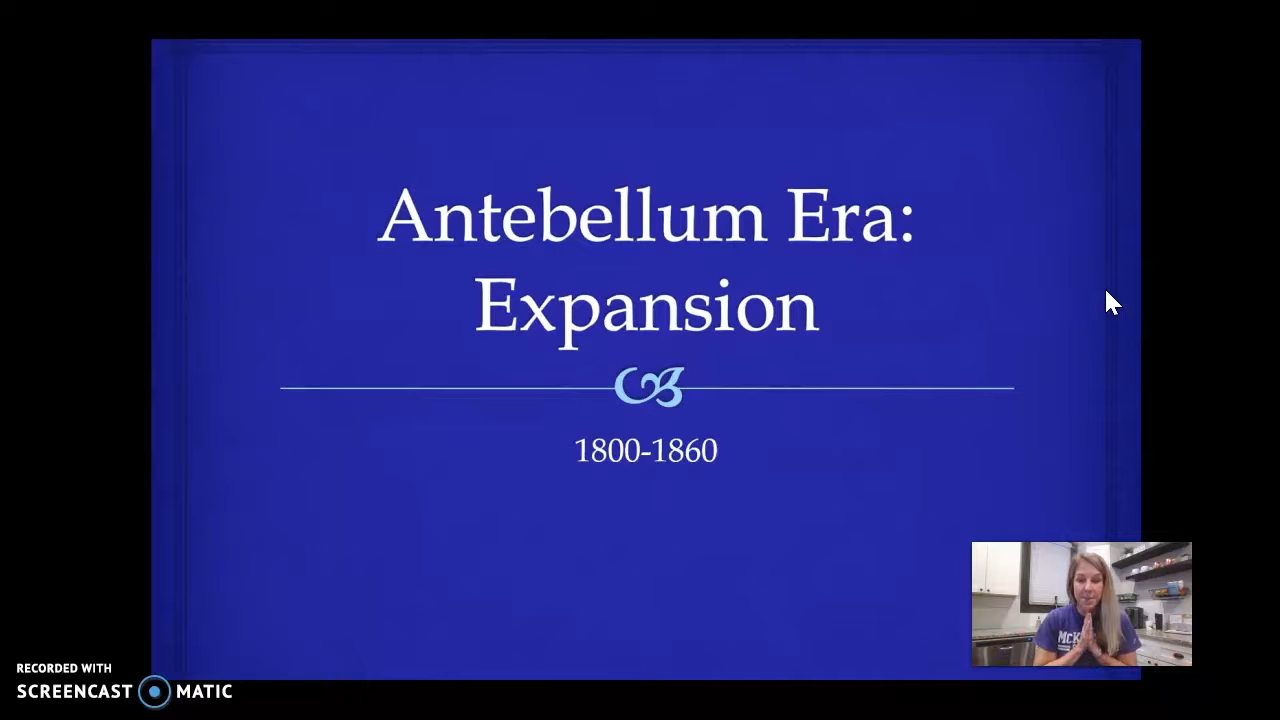 Antebellum Era:
Expansion
1800-1860
RECORDED WITH
SCREENCAST MATIC